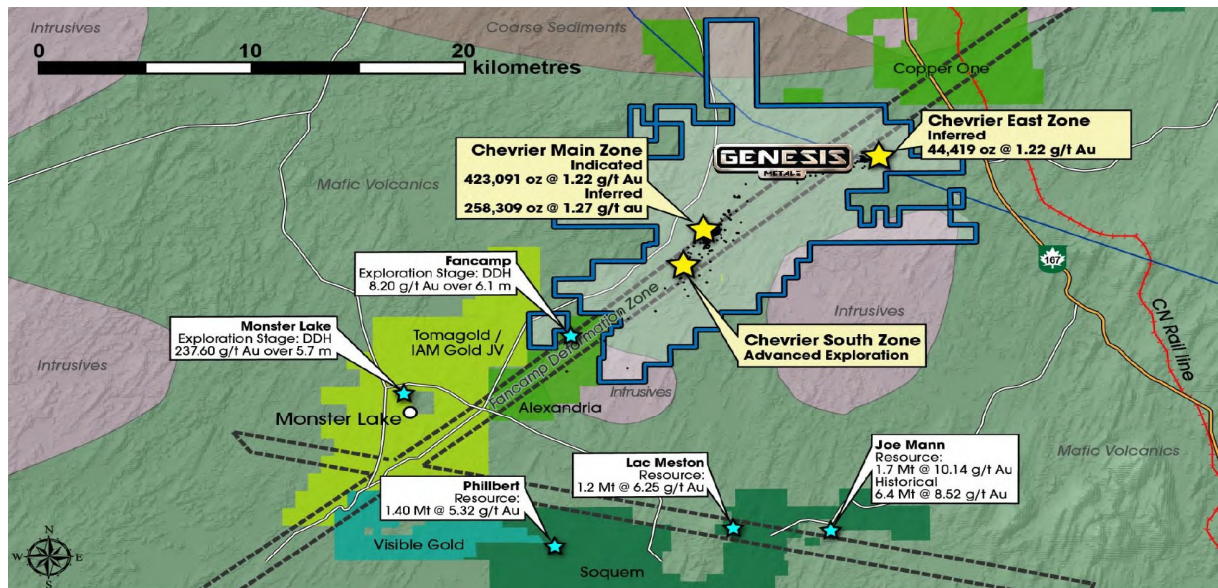 Intrusives
Coarse Sediments
0 10 20
kilometres
Copper One
Chevrier East Zone
Inferred
44,419 oz @ 1.22 g/t Au
Chevrier Main Zone
Indicated
423,091 oz @ 1.22 g/t Au
Inferred
258,309 oz @ 1.27 g/t au
GENESIS
METALS
Mafic Volcanics
167
CN Rail line
Fancamp
Exploration Stage: DDH
8.20 g/t Au over 6.1 m
Fancamp Deformation Zone
Intrusives
Monster Lake
Exploration Stage: DDH
237.60 g/t Au over 5.7 m
Tomagold /
IAM Gold JV
Chevrier South Zone
Advanced Exploration
Intrusives
Intrusives
Monster Lake
Alexandria
Joe Mann
Resource:
1.7 Mt @ 10.14 g/t Au
Historical
6.4 Mt @ 8.52 g/t Au
Mafic Volcanics
Lac Meston
Resource:
1.2 Mt @ 6.25 g/t Au
Phillbert
Resource:
1.40 Mt @ 5.32 g/t Au
Visible Gold
Soquem
N
W E
S